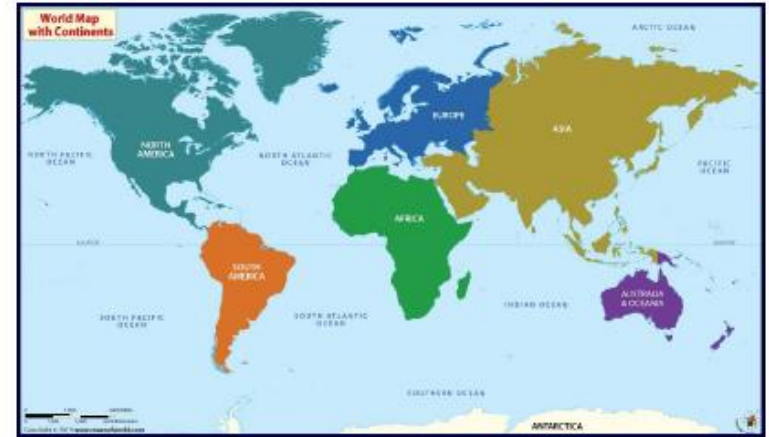 World Map
with Continents
ARCTIC OCEAN
EUROPE
ASIA
NORTH
AMERICA
NORTH PACIFIC
OCEAN
NORTH ATLANTIC
OCEAN
PACIFIC
OCEAN
AFRICA
SOUTH
AMERICA
AUSTRALIA
& OCEANIA
INDIAN OCEAN
SOUTH PACIFIC
OCEAN
SOUTH ATLANTIC
OCEAN
SOUTHERN OCEAN
ANTARCTICA